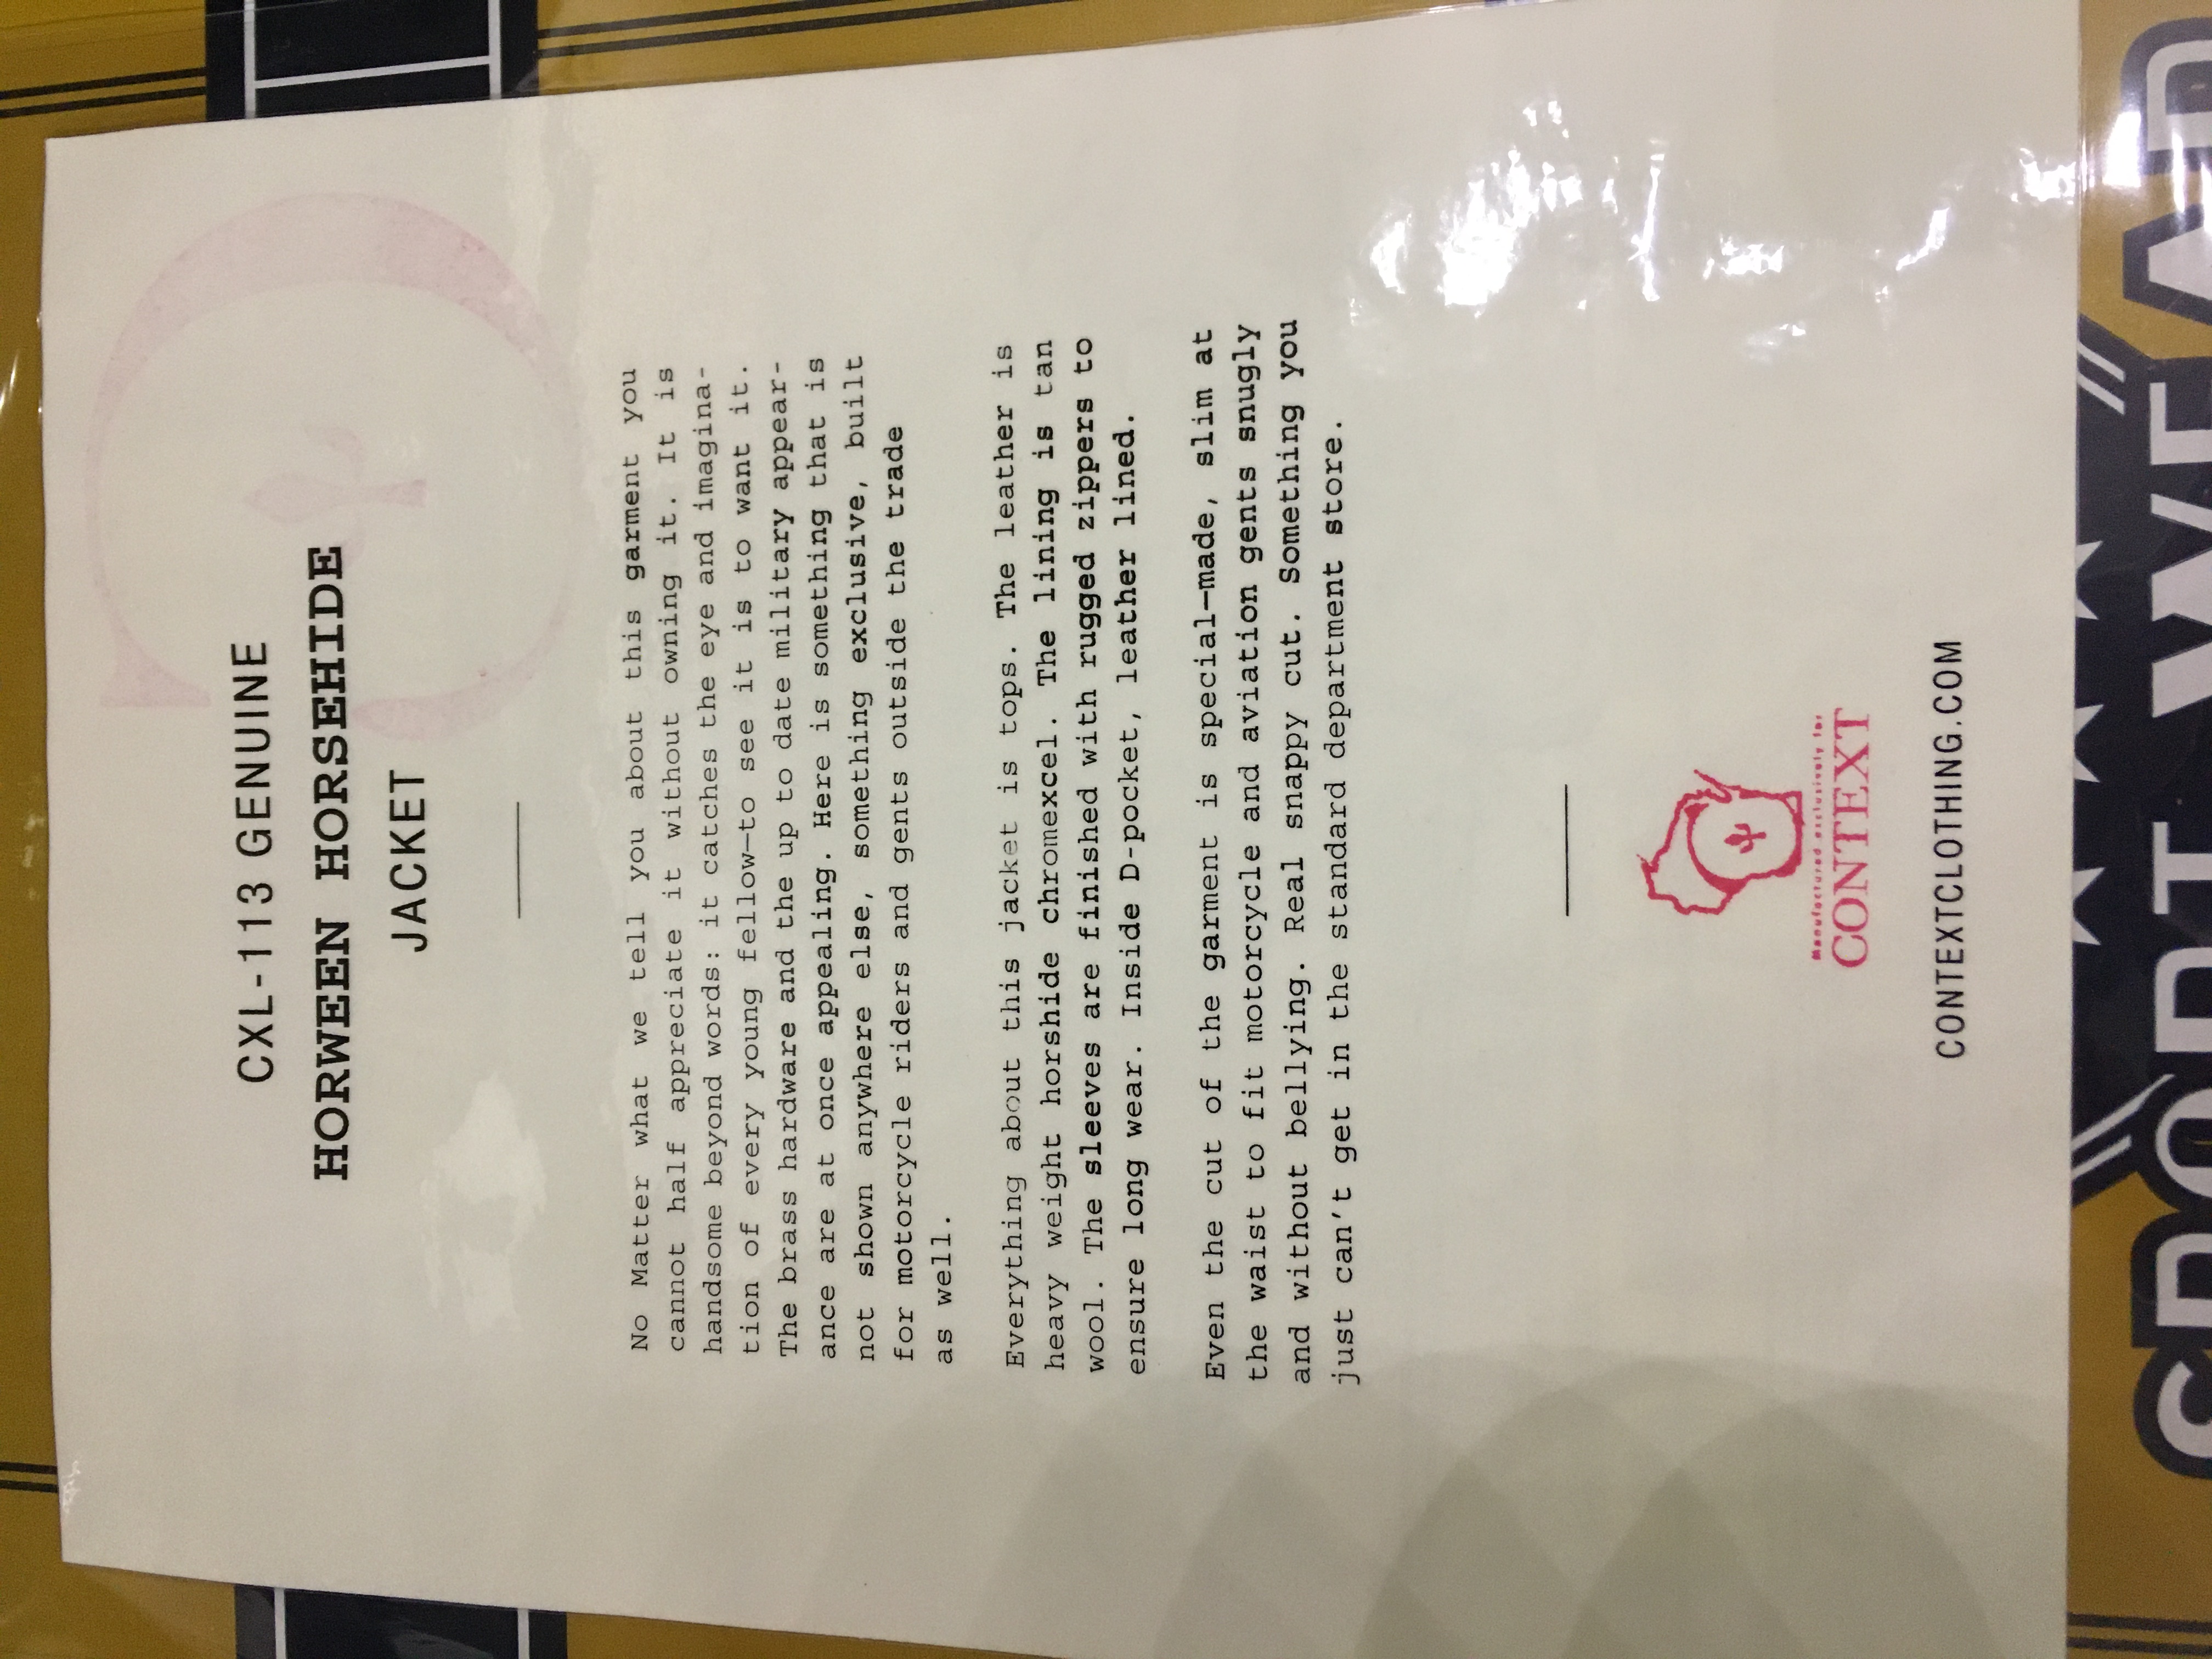 CXL-113 GENUINE
HORWEEN HORSEHIDE
JACKET
No Matter what we tell you about this garment you
cannot half appreciate it without owning it. It is
handsome beyond words: it catches the eye and imagina-
tion of every young fellow—to see it is to want it.
The brass hardware and the up to date military appear-
ance are at once appealing. Here is something that is
not shown anywhere else, something exclusive, built
for motorcycle riders and gents outside the trade
as well.
Everything about this jacket is tops. The leather is
heavy weight horshide chromexcel. The lining is tan
wool. The sleeves are finished with rugged zippers to
ensure long wear. Inside D-pocket, leather lined.
Even the cut of the garment is special—made, slim at
the waist to fit motorcycle and aviation gents snugly
and without bellying. Real snappy cut. Something you
just can't get in the standard department store.
Manufactured exclusively for
CONTEXT
CONTEXTCLOTHING.COM
SPORT WEAR